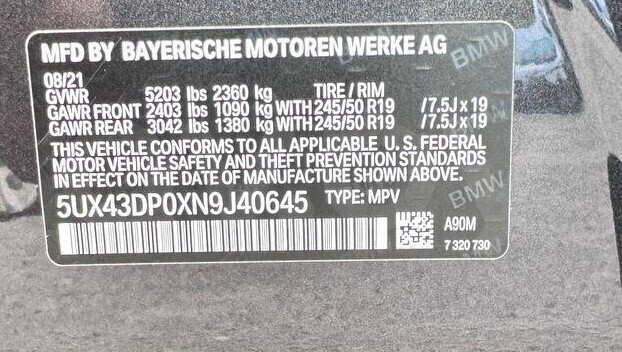 MFD BY BAYERISCHE MOTOREN WERKE AG
BMW
08/21
GVWR 5203 lbs 2360 kg TIRE / RIM
GAWR FRONT 2403 lbs 1090 kg WITH 245/50 R19 /7.5J x 19
GAWR REAR 3042 lbs 1380 kg WITH 245/50 R19 /7.5J x 19
THIS VEHICLE CONFORMS TO ALL APPLICABLE U. S. FEDERAL
MOTOR VEHICLE SAFETY AND THEFT PREVENTION STANDARDS
IN EFFECT ON THE DATE OF MANUFACTURE SHOWN ABOVE.
BMW
5UX43DP0XN9J40645 TYPE: MPV
A90M
7 320 730